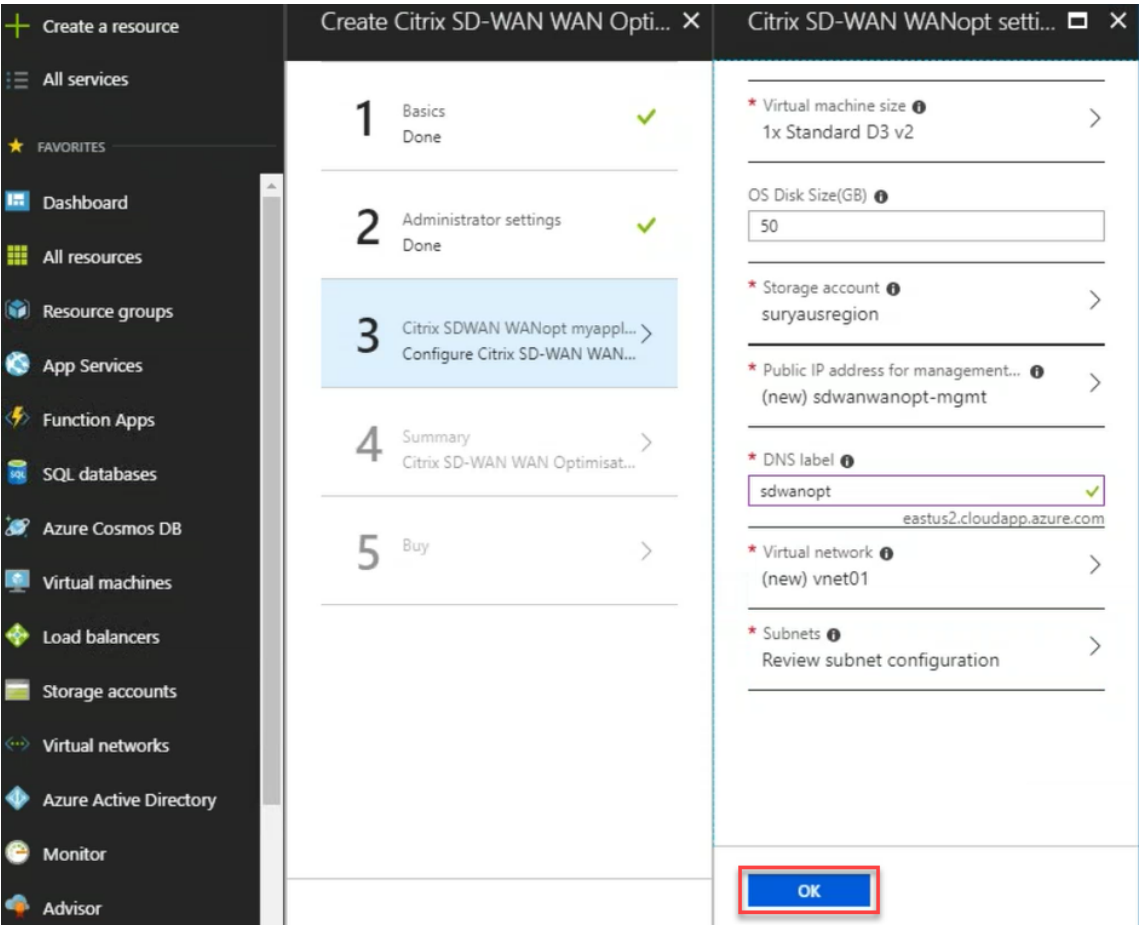 Create a resource
All services
FAVORITES
Dashboard
All resources
Resource groups
App Services
Function Apps
SQL databases
Azure Cosmos DB
Virtual machines
Load balancers
Storage accounts
Virtual networks
Azure Active Directory
Monitor
Advisor
Create Citrix SD-WAN WAN Opti...
1
Basics
Done
2
Administrator settings
Done
3
Citrix SDWAN WANopt myappl...
Configure Citrix SD-WAN WAN...
4
Summary
Citrix SD-WAN WAN Optimisat...
5
Buy
Citrix SD-WAN WANopt setti...
* Virtual machine size
1x Standard D3 v2
OS Disk Size(GB)
50
* Storage account
suryausregion
* Public IP address for management...
(new) sdwanwanopt-mgmt
* DNS label
sdwanopt
eastus2.cloudapp.azure.com
* Virtual network
(new) vnet01
* Subnets
Review subnet configuration
OK